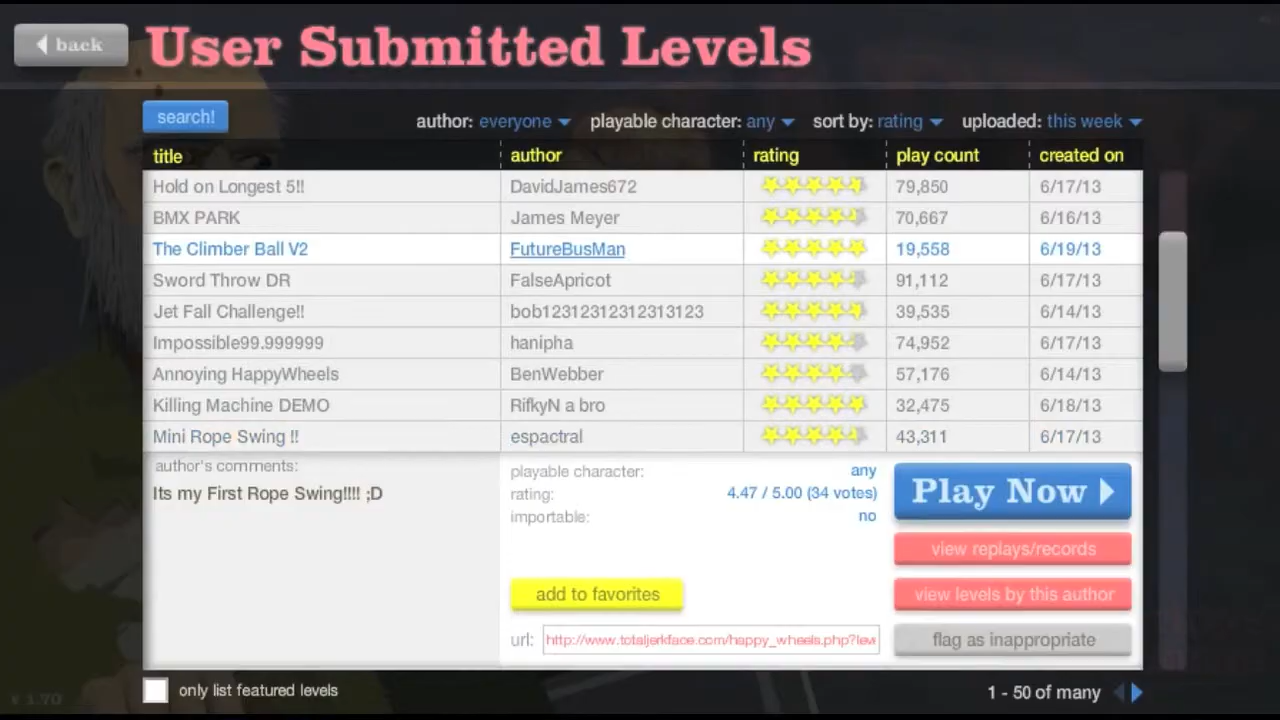 back
User Submitted Levels
search!
author: everyone playable character: any sort by: rating uploaded: this week
title author rating play count created on
Hold on Longest 5!! DavidJames672 79,850 6/17/13
BMX PARK James Meyer 70,667 6/16/13
The Climber Ball V2 FutureBusMan 19,558 6/19/13
Sword Throw DR FalseApricot 91,112 6/17/13
Jet Fall Challenge!! bob12312312312313123 39,535 6/14/13
Impossible99.999999 hanipha 74,952 6/17/13
Annoying HappyWheels BenWebber 57,176 6/14/13
Killing Machine DEMO RifkyN a bro 32,475 6/18/13
Mini Rope Swing !! espactral 43,311 6/17/13
author's comments:
Its my First Rope Swing!!!! ;D
playable character: any
rating: 4.47 / 5.00 (34 votes)
importable: no
Play Now
view replays/records
add to favorites
view levels by this author
url: http://www.totaljerkface.com/happy_wheels.php?lev
flag as inappropriate
only list featured levels
1 - 50 of many
v 1.70